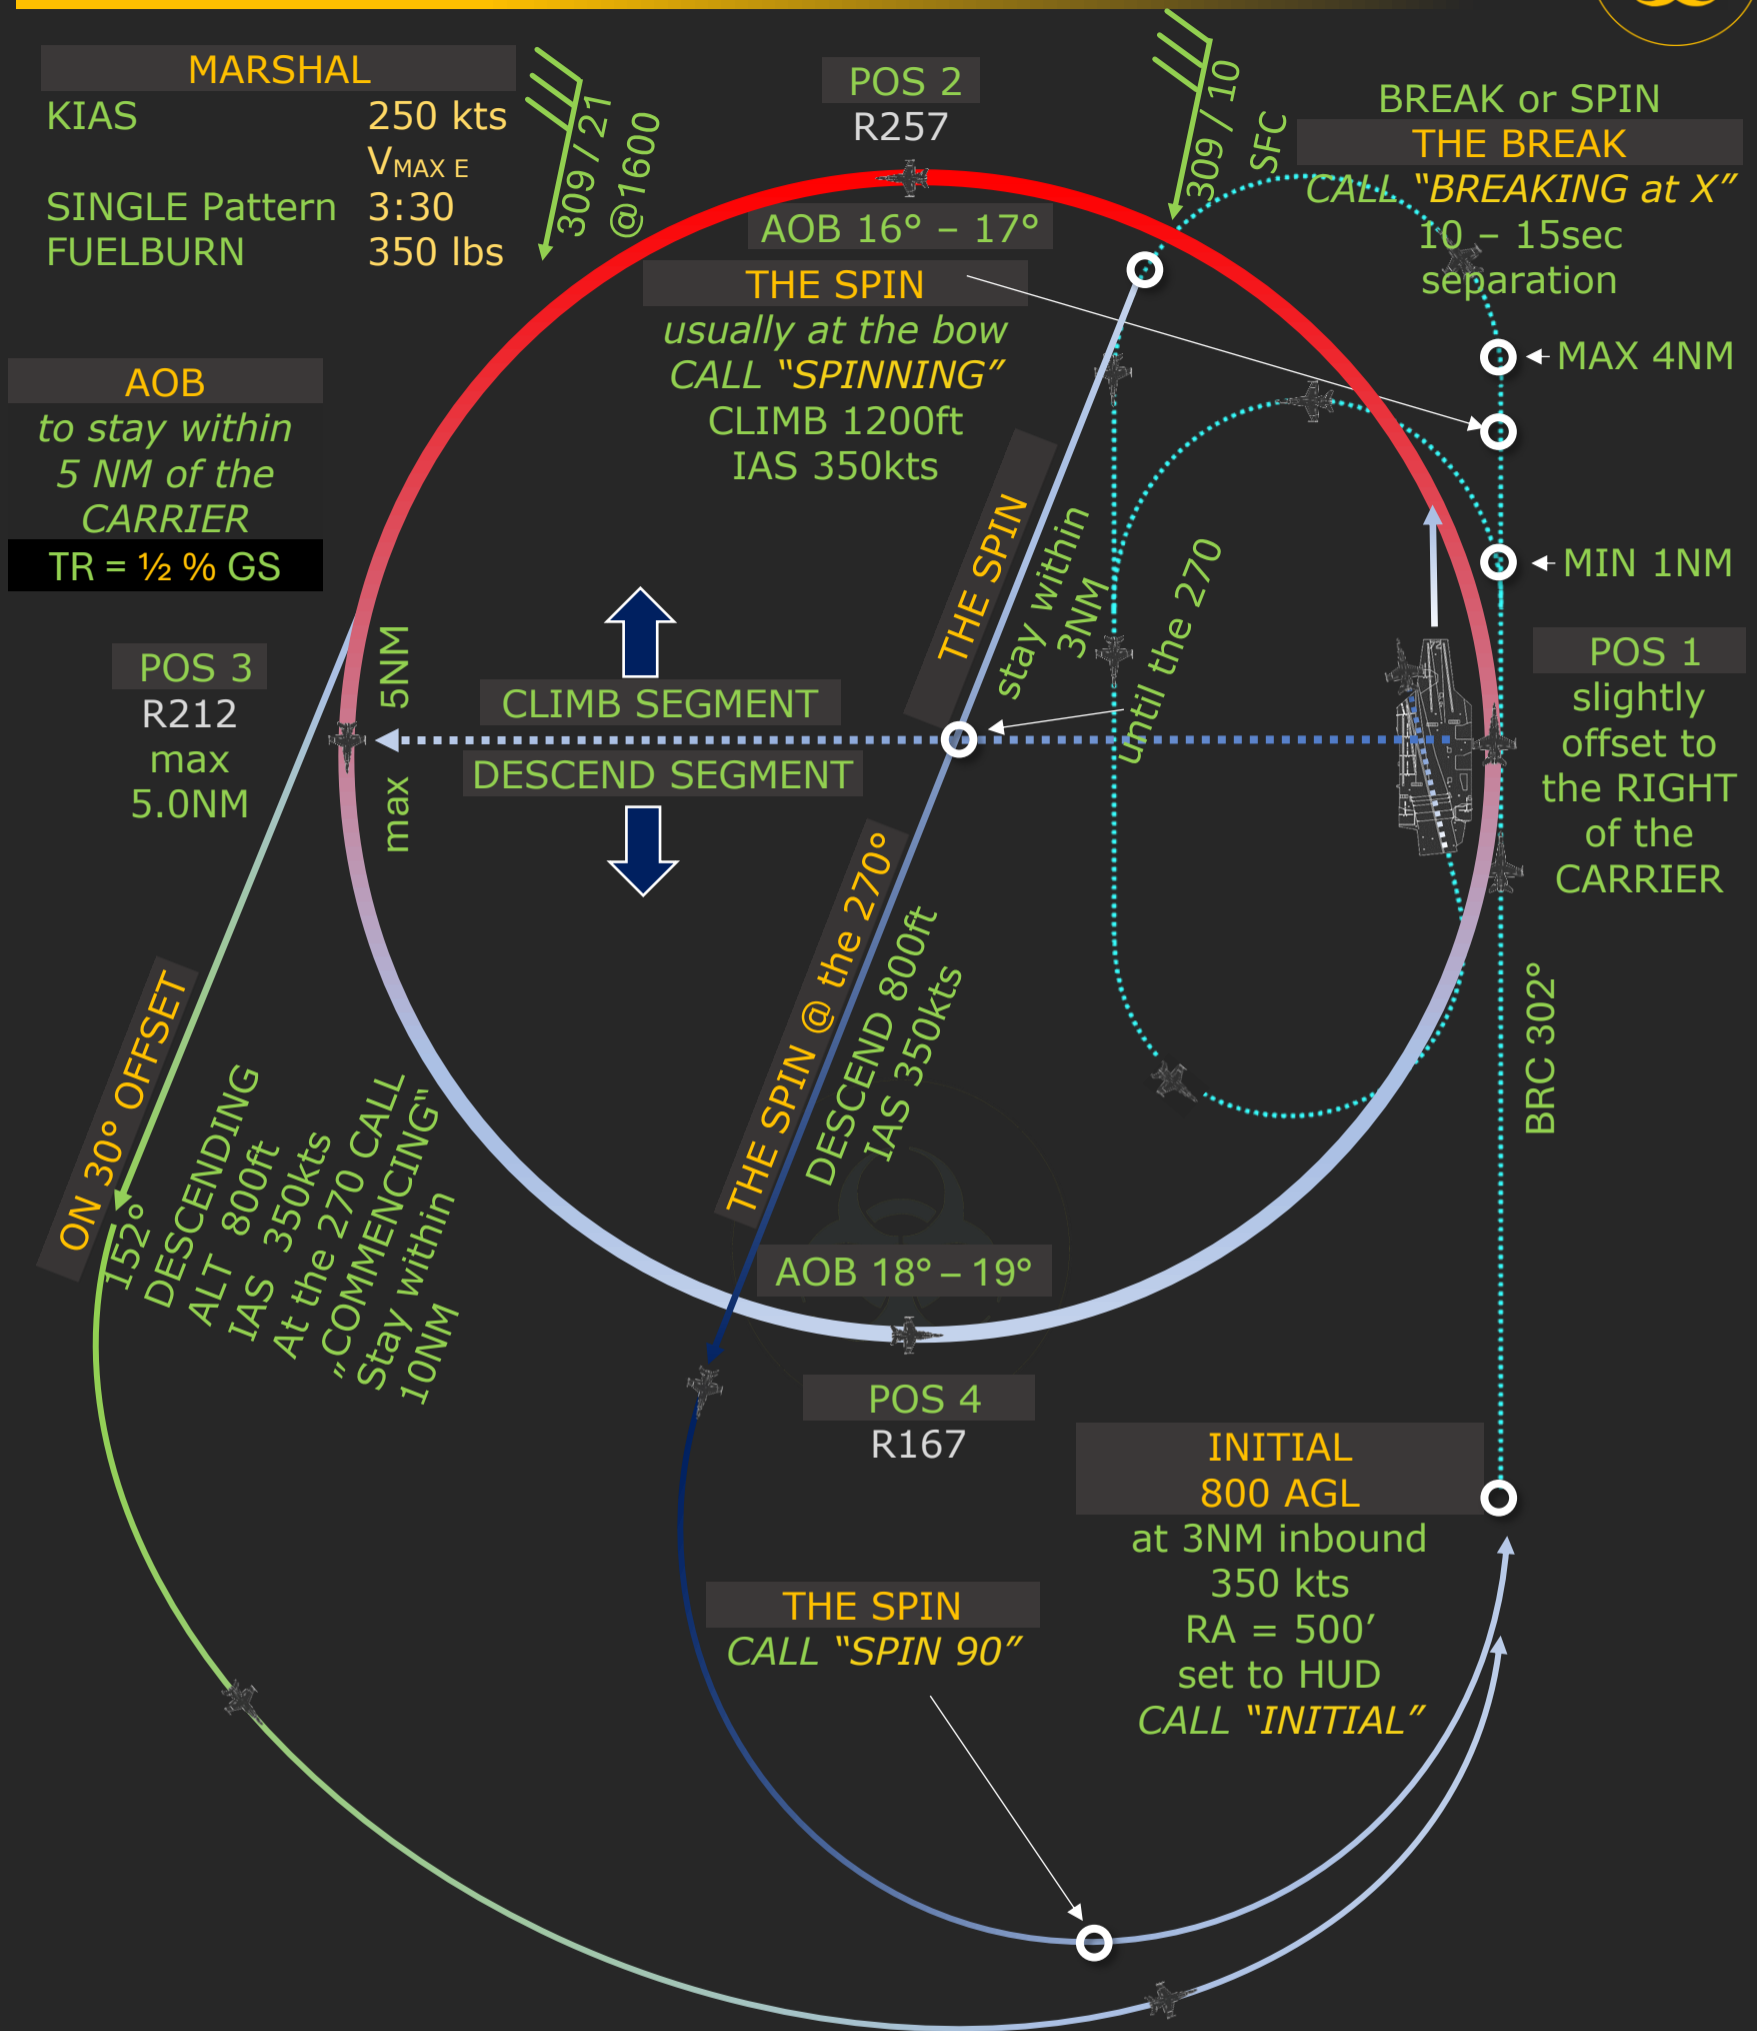 MARSHAL
KIAS 250 kts
VMAX E
SINGLE Pattern 3:30
FUELBURN 350 lbs
309 / 21
@1600
POS 2
R257
AOB 16° – 17°
309 / 10
SFC
BREAK or SPIN
THE BREAK
CALL “BREAKING at X”
10 – 15sec
separation
THE SPIN
usually at the bow
CALL “SPINNING”
CLIMB 1200ft
IAS 350kts
MAX 4NM
MIN 1NM
AOB
to stay within
5 NM of the
CARRIER
TR = ½ % GS
THE SPIN
stay within
3NM
until the 270
POS 3
R212
max
5.0NM
max 5NM
CLIMB SEGMENT
DESCEND SEGMENT
POS 1
slightly
offset to
the RIGHT
of the
CARRIER
THE SPIN @ the 270°
DESCEND 800ft
IAS 350kts
BRC 302°
ON 30° OFFSET
152°
DESCENDING
ALT 800ft
IAS 350kts
At the 270 CALL
„COMMENCING“
Stay within
10NM
AOB 18° – 19°
POS 4
R167
INITIAL
800 AGL
at 3NM inbound
350 kts
RA = 500’
set to HUD
CALL “INITIAL”
THE SPIN
CALL “SPIN 90”